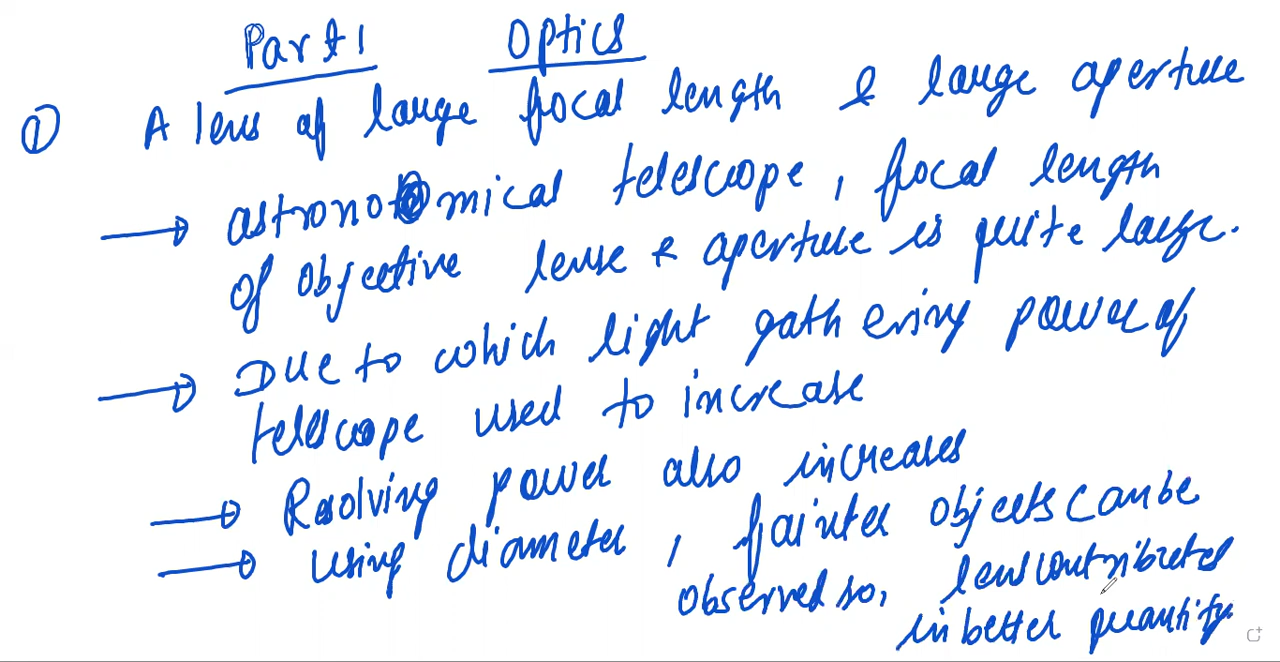 Part 1 Optics
① A lens of large focal length & large aperture
→ astronomical telescope, focal length
of objective lense & aperture is quite large.
→ Due to which light gathering power of
telescope used to increase
→ Resolving power also increases
→ using diameter, fainter objects can be
observed so, lens contributes
in better quantity.